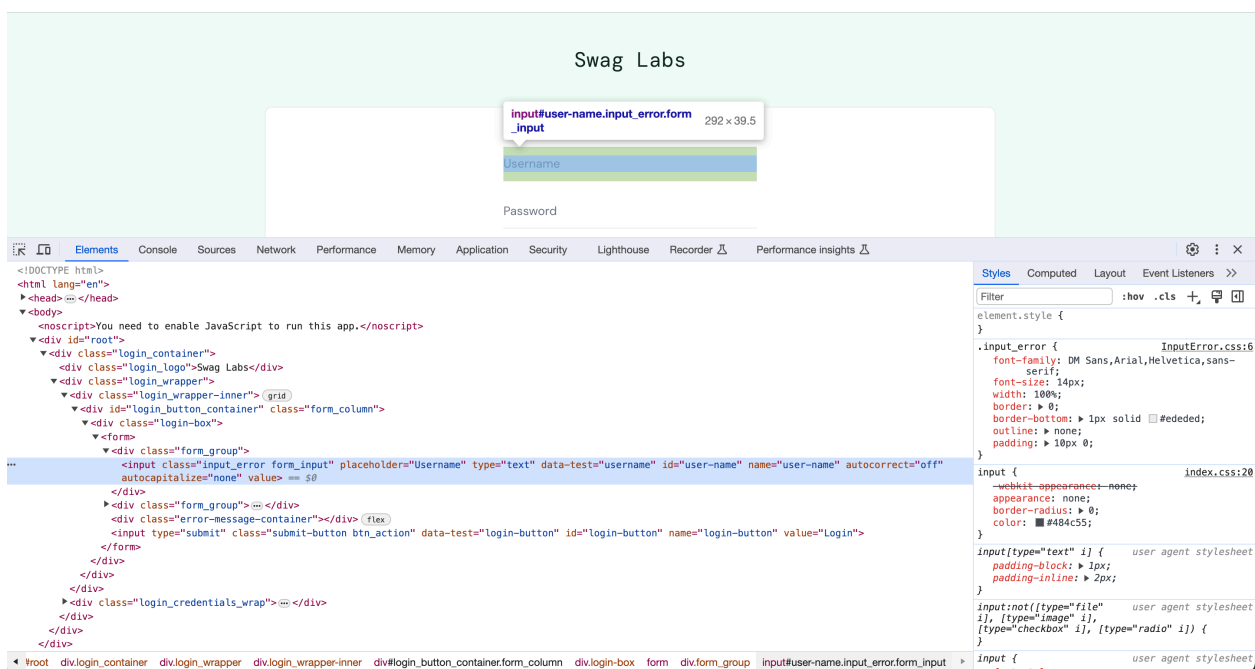 Swag Labs
input#user-name.input_error.form
_input
292 × 39.5
Username
Password
Elements Console Sources Network Performance Memory Application Security Lighthouse Recorder Performance insights
<!DOCTYPE html>
<html lang="en">
<head> ⋯ </head>
<body>
<noscript>You need to enable JavaScript to run this app.</noscript>
<div id="root">
<div class="login_container">
<div class="login_logo">Swag Labs</div>
<div class="login_wrapper">
<div class="login_wrapper-inner"> grid
<div id="login_button_container" class="form_column">
<div class="login-box">
<form>
<div class="form_group">
<input class="input_error form_input" placeholder="Username" type="text" data-test="username" id="user-name" name="user-name" autocorrect="off"
autocapitalize="none" value> == $0
</div>
<div class="form_group"> ⋯ </div>
<div class="error-message-container"></div> flex
<input type="submit" class="submit-button btn_action" data-test="login-button" id="login-button" name="login-button" value="Login">
</form>
</div>
</div>
</div>
<div class="login_credentials_wrap"> ⋯ </div>
</div>
</div>
</div>
#root div.login_container div.login_wrapper div.login_wrapper-inner div#login_button_container.form_column div.login-box form div.form_group input#user-name.input_error.form_input
Styles Computed Layout Event Listeners
Filter :hov .cls
element.style {
}
.input_error { InputError.css:6
font-family: DM Sans,Arial,Helvetica,sans-
serif;
font-size: 14px;
width: 100%;
border: 0;
border-bottom: 1px solid #ededed;
outline: none;
padding: 10px 0;
}
input { index.css:20
-webkit-appearance: none;
appearance: none;
border-radius: 0;
color: #484c55;
}
input[type="text" i] { user agent stylesheet
padding-block: 1px;
padding-inline: 2px;
}
input:not([type="file" user agent stylesheet
i], [type="image" i],
[type="checkbox" i], [type="radio" i]) {
}
input { user agent stylesheet